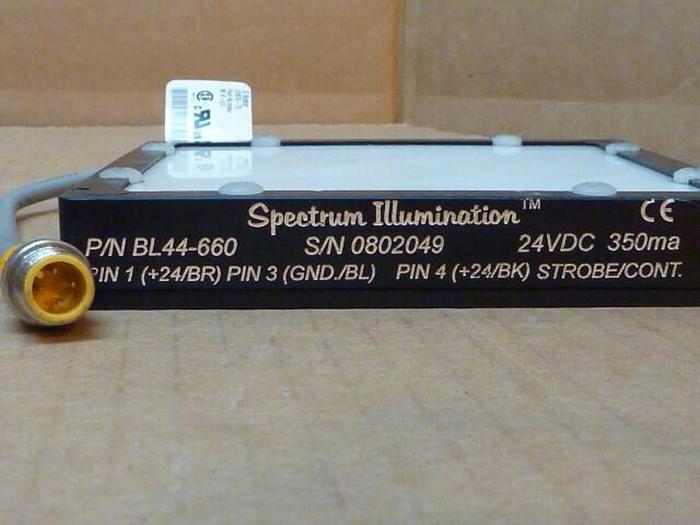 Spectrum Illumination™ CE
P/N BL44-660 S/N 0802049 24VDC 350ma
PIN 1 (+24/BR) PIN 3 (GND./BL) PIN 4 (+24/BK) STROBE/CONT.